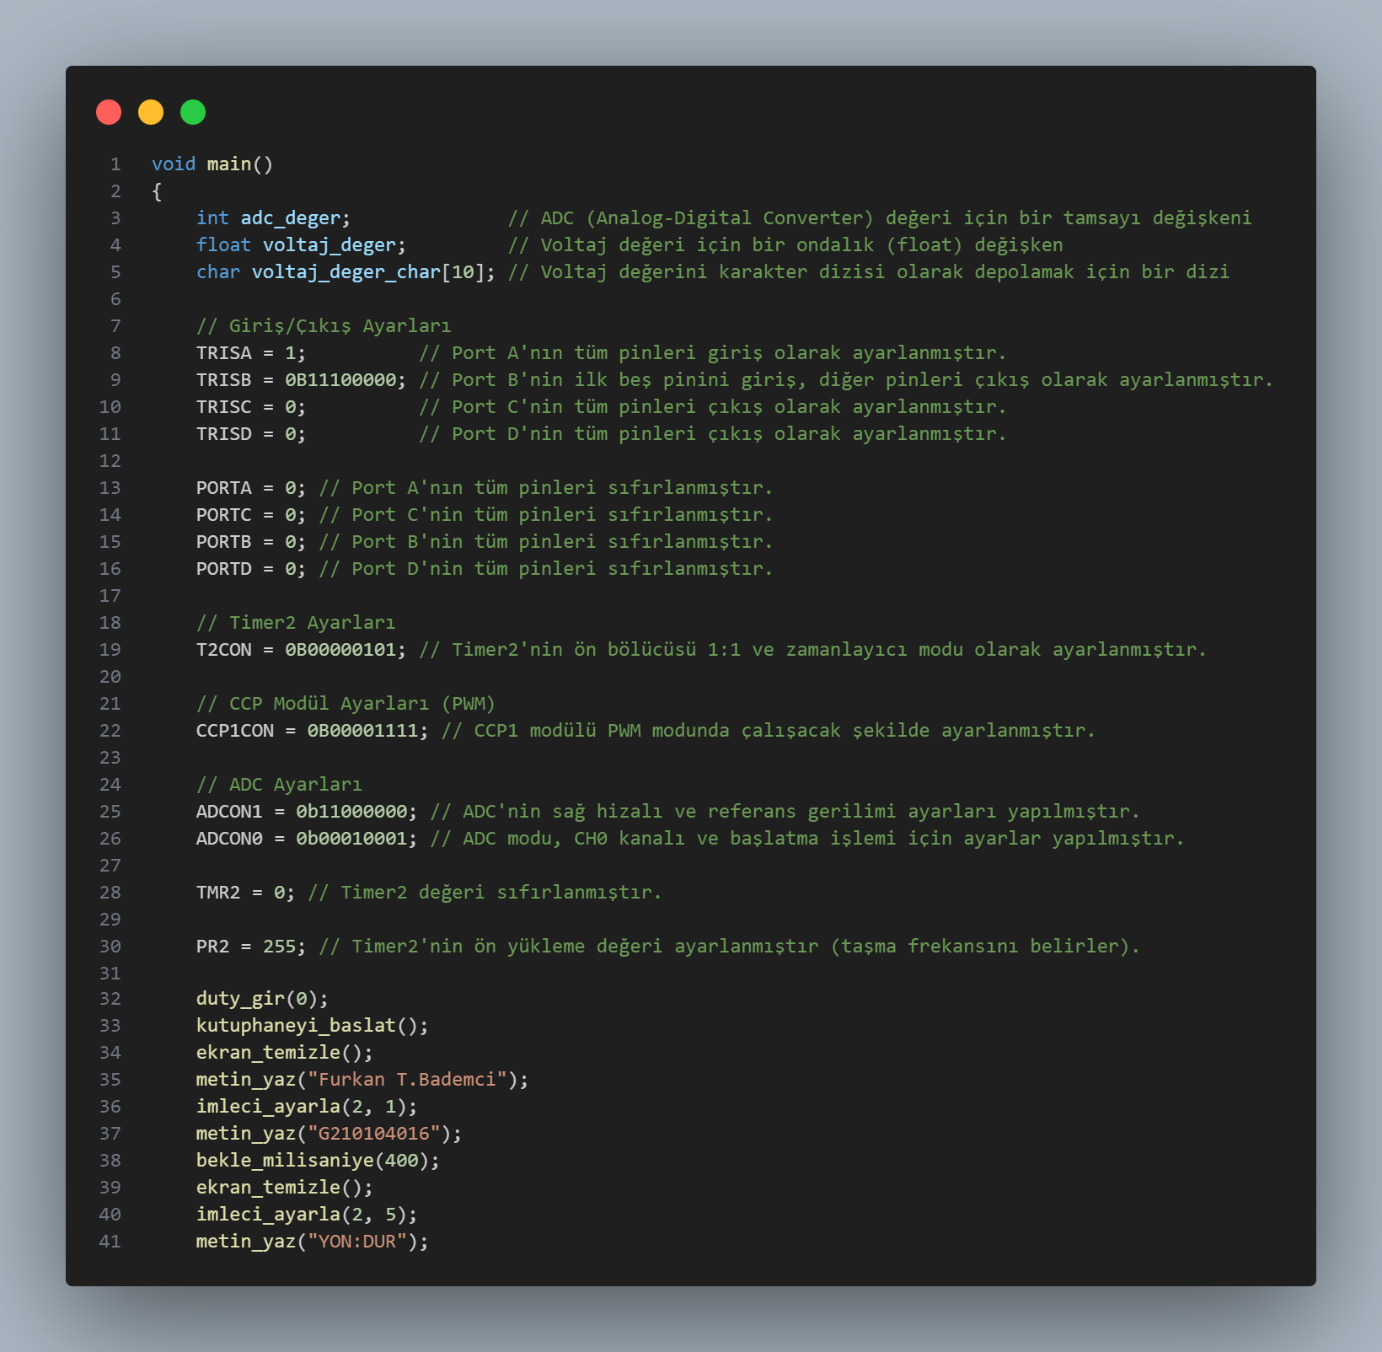 1 void main()
2 {
3 int adc_deger; // ADC (Analog-Digital Converter) değeri için bir tamsayı değişkeni
4 float voltaj_deger; // Voltaj değeri için bir ondalık (float) değişken
5 char voltaj_deger_char[10]; // Voltaj değerini karakter dizisi olarak depolamak için bir dizi
6
7 // Giriş/Çıkış Ayarları
8 TRISA = 1; // Port A'nın tüm pinleri giriş olarak ayarlanmıştır.
9 TRISB = 0B11100000; // Port B'nin ilk beş pinini giriş, diğer pinleri çıkış olarak ayarlanmıştır.
10 TRISC = 0; // Port C'nin tüm pinleri çıkış olarak ayarlanmıştır.
11 TRISD = 0; // Port D'nin tüm pinleri çıkış olarak ayarlanmıştır.
12
13 PORTA = 0; // Port A'nın tüm pinleri sıfırlanmıştır.
14 PORTC = 0; // Port C'nin tüm pinleri sıfırlanmıştır.
15 PORTB = 0; // Port B'nin tüm pinleri sıfırlanmıştır.
16 PORTD = 0; // Port D'nin tüm pinleri sıfırlanmıştır.
17
18 // Timer2 Ayarları
19 T2CON = 0B00000101; // Timer2'nin ön bölücüsü 1:1 ve zamanlayıcı modu olarak ayarlanmıştır.
20
21 // CCP Modül Ayarları (PWM)
22 CCP1CON = 0B00001111; // CCP1 modülü PWM modunda çalışacak şekilde ayarlanmıştır.
23
24 // ADC Ayarları
25 ADCON1 = 0b11000000; // ADC'nin sağ hizalı ve referans gerilimi ayarları yapılmıştır.
26 ADCON0 = 0b00010001; // ADC modu, CH0 kanalı ve başlatma işlemi için ayarlar yapılmıştır.
27
28 TMR2 = 0; // Timer2 değeri sıfırlanmıştır.
29
30 PR2 = 255; // Timer2'nin ön yükleme değeri ayarlanmıştır (taşma frekansını belirler).
31
32 duty_gir(0);
33 kutuphaneyi_baslat();
34 ekran_temizle();
35 metin_yaz("Furkan T.Bademci");
36 imleci_ayarla(2, 1);
37 metin_yaz("G210104016");
38 bekle_milisaniye(400);
39 ekran_temizle();
40 imleci_ayarla(2, 5);
41 metin_yaz("YON:DUR");